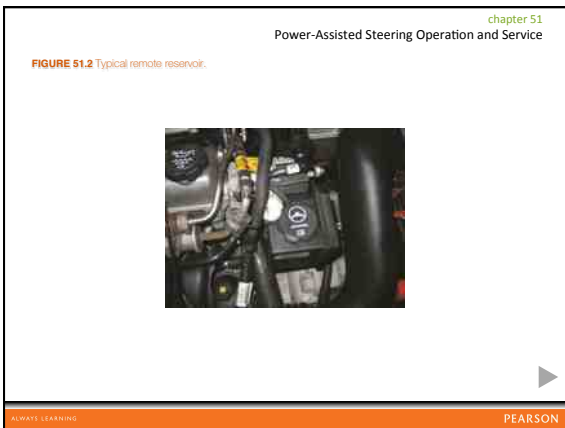 chapter 51
Power-Assisted Steering Operation and Service
FIGURE 51.2 Typical remote reservoir.
ALWAYS LEARNING
PEARSON